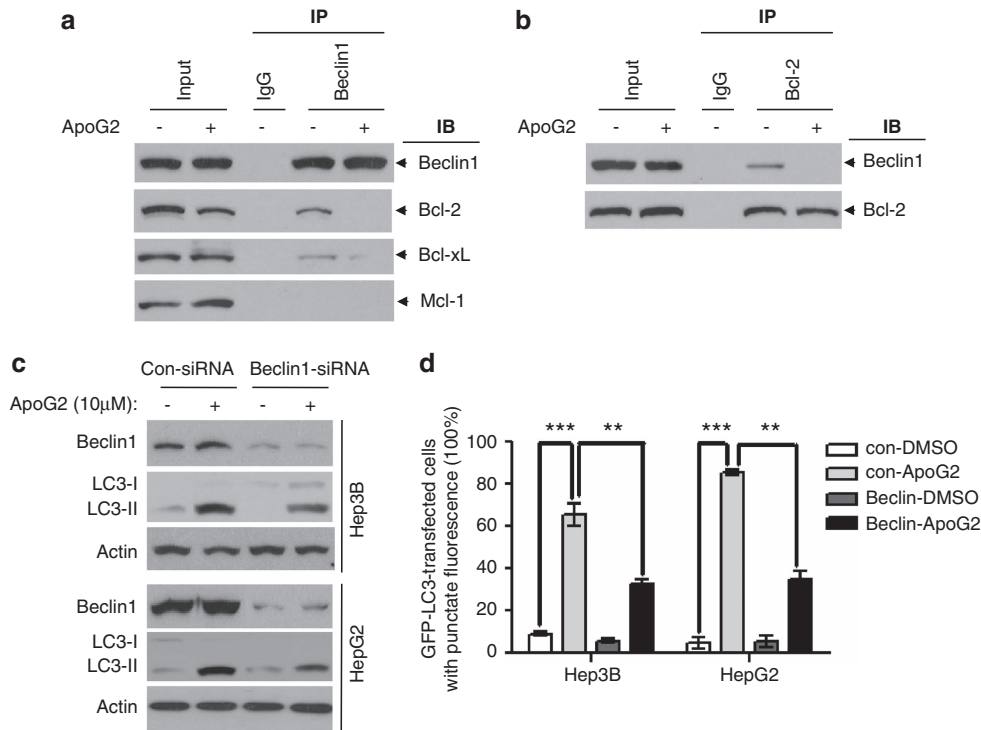 a
IP
Input
IgG
Beclin1
ApoG2 - + - - + IB
Beclin1
Bcl-2
Bcl-xL
Mcl-1
b
IP
Input
IgG
Bcl-2
ApoG2 - + - - + IB
Beclin1
Bcl-2
c
Con-siRNA Beclin1-siRNA
ApoG2 (10μM): - + - +
Beclin1
LC3-I
LC3-II
Actin
Hep3B
Beclin1
LC3-I
LC3-II
Actin
HepG2
d
GFP-LC3-transfected cells
with punctate fluorescence (100%)
100
80
60
40
20
0
*** ** *** **
Hep3B HepG2
con-DMSO
con-ApoG2
Beclin-DMSO
Beclin-ApoG2